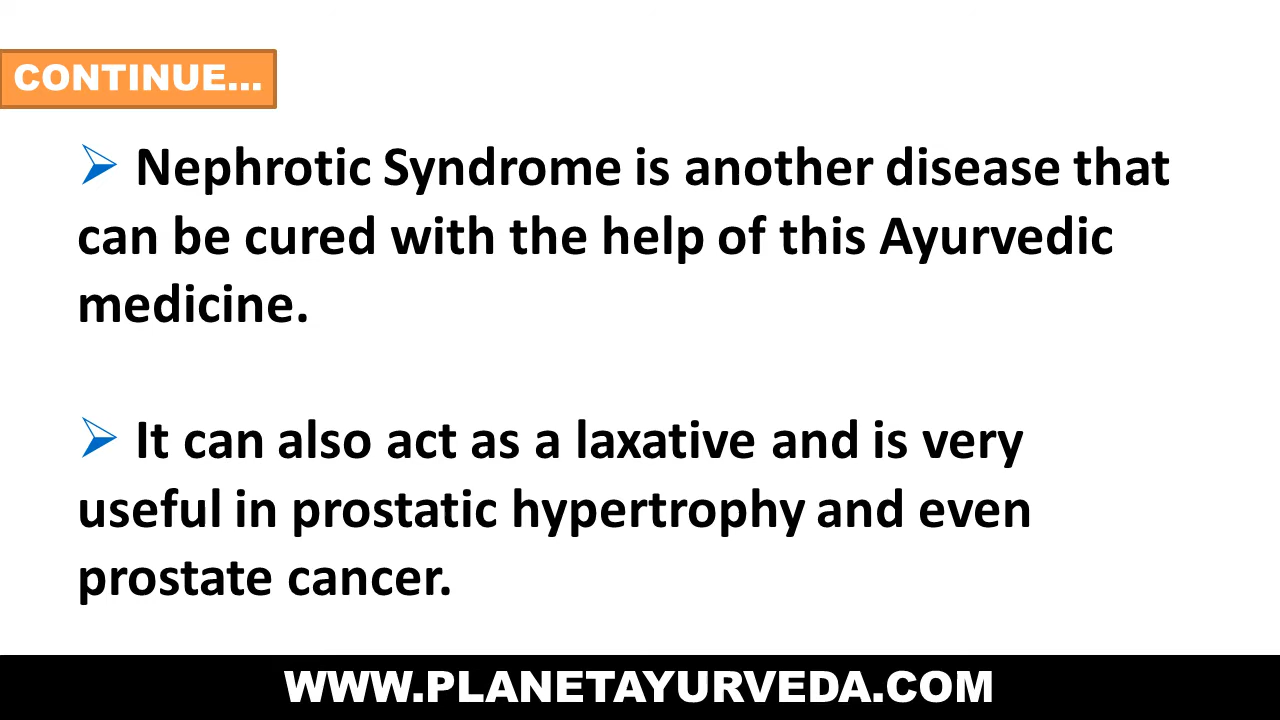 CONTINUE...
➢ Nephrotic Syndrome is another disease that
can be cured with the help of this Ayurvedic
medicine.
➢ It can also act as a laxative and is very
useful in prostatic hypertrophy and even
prostate cancer.
WWW.PLANETAYURVEDA.COM